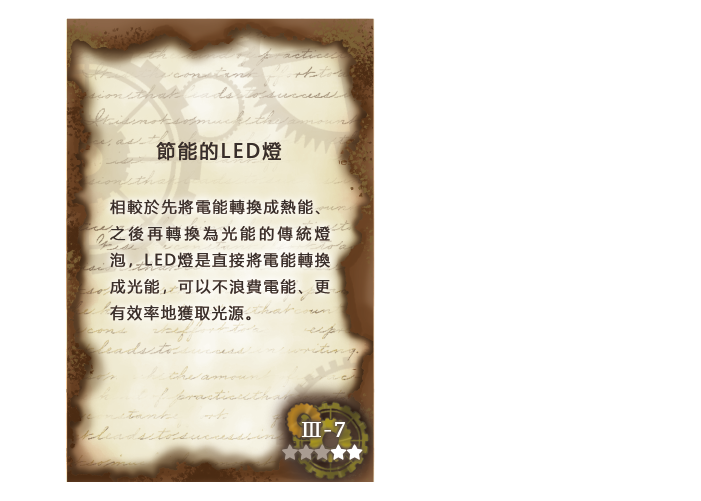 節能的LED燈
相較於先將電能轉換成熱能、
之後再轉換為光能的傳統燈
泡，LED燈是直接將電能轉換
成光能，可以不浪費電能、更
有效率地獲取光源。
Ⅲ-7